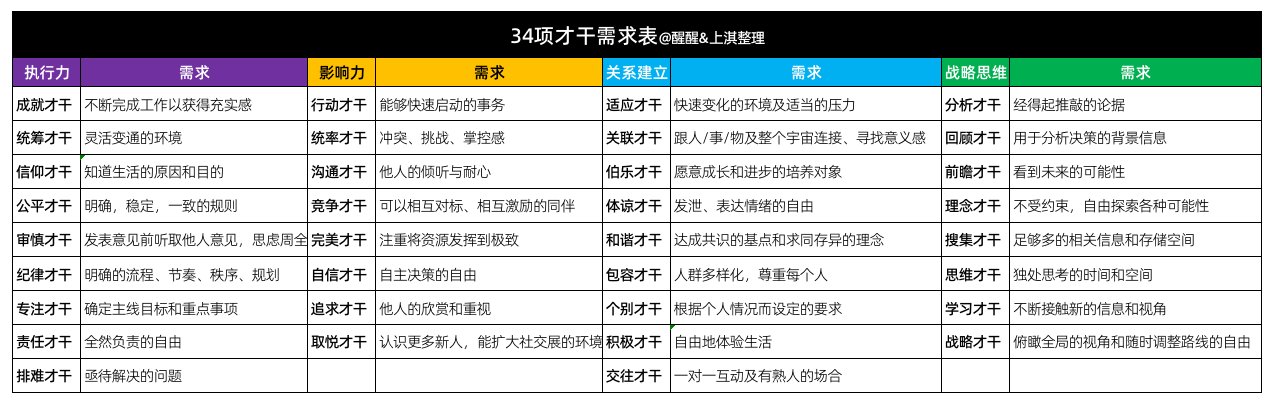 34项才干需求表@醒醒&上淇整理
执行力 需求 影响力 需求 关系建立 需求 战略思维 需求
成就才干 不断完成工作以获得充实感 行动才干 能够快速启动的事务 适应才干 快速变化的环境及适当的压力 分析才干 经得起推敲的论据
统筹才干 灵活变通的环境 统率才干 冲突、挑战、掌控感 关联才干 跟人/事/物及整个宇宙连接、寻找意义感 回顾才干 用于分析决策的背景信息
信仰才干 知道生活的原因和目的 沟通才干 他人的倾听与耐心 伯乐才干 愿意成长和进步的培养对象 前瞻才干 看到未来的可能性
公平才干 明确，稳定，一致的规则 竞争才干 可以相互对标、相互激励的同伴 体谅才干 发泄、表达情绪的自由 理念才干 不受约束，自由探索各种可能性
审慎才干 发表意见前听取他人意见，思虑周全 完美才干 注重将资源发挥到极致 和谐才干 达成共识的基点和求同存异的理念 搜集才干 足够多的相关信息和存储空间
纪律才干 明确的流程、节奏、秩序、规划 自信才干 自主决策的自由 包容才干 人群多样化，尊重每个人 思维才干 独处思考的时间和空间
专注才干 确定主线目标和重点事项 追求才干 他人的欣赏和重视 个别才干 根据个人情况而设定的要求 学习才干 不断接触新的信息和视角
责任才干 全然负责的自由 取悦才干 认识更多新人，能扩大社交展的环境 积极才干 自由地体验生活 战略才干 俯瞰全局的视角和随时调整路线的自由
排难才干 亟待解决的问题 交往才干 一对一互动及有熟人的场合